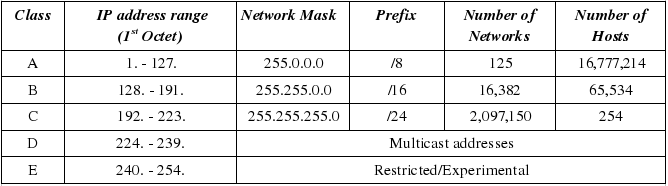 Class IP address range (1st Octet) Network Mask Prefix Number of Networks Number of Hosts
A 1. - 127. 255.0.0.0 /8 125 16,777,214
B 128. - 191. 255.255.0.0 /16 16,382 65,534
C 192. - 223. 255.255.255.0 /24 2,097,150 254
D 224. - 239. Multicast addresses
E 240. - 254. Restricted/Experimental